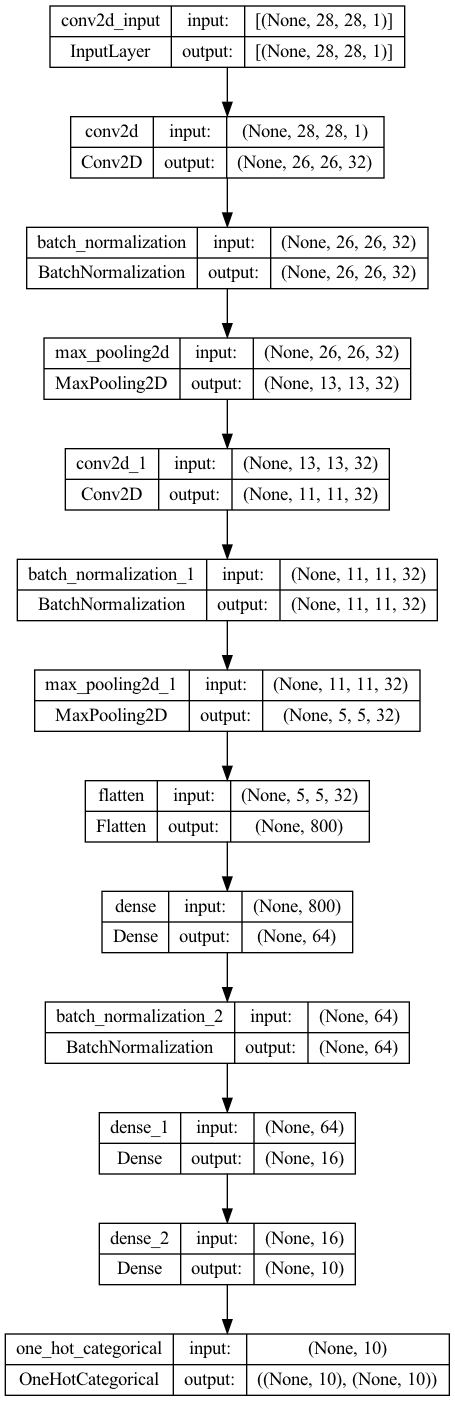 conv2d_input input: [(None, 28, 28, 1)]
InputLayer output: [(None, 28, 28, 1)]
conv2d input: (None, 28, 28, 1)
Conv2D output: (None, 26, 26, 32)
batch_normalization input: (None, 26, 26, 32)
BatchNormalization output: (None, 26, 26, 32)
max_pooling2d input: (None, 26, 26, 32)
MaxPooling2D output: (None, 13, 13, 32)
conv2d_1 input: (None, 13, 13, 32)
Conv2D output: (None, 11, 11, 32)
batch_normalization_1 input: (None, 11, 11, 32)
BatchNormalization output: (None, 11, 11, 32)
max_pooling2d_1 input: (None, 11, 11, 32)
MaxPooling2D output: (None, 5, 5, 32)
flatten input: (None, 5, 5, 32)
Flatten output: (None, 800)
dense input: (None, 800)
Dense output: (None, 64)
batch_normalization_2 input: (None, 64)
BatchNormalization output: (None, 64)
dense_1 input: (None, 64)
Dense output: (None, 16)
dense_2 input: (None, 16)
Dense output: (None, 10)
one_hot_categorical input: (None, 10)
OneHotCategorical output: ((None, 10), (None, 10))